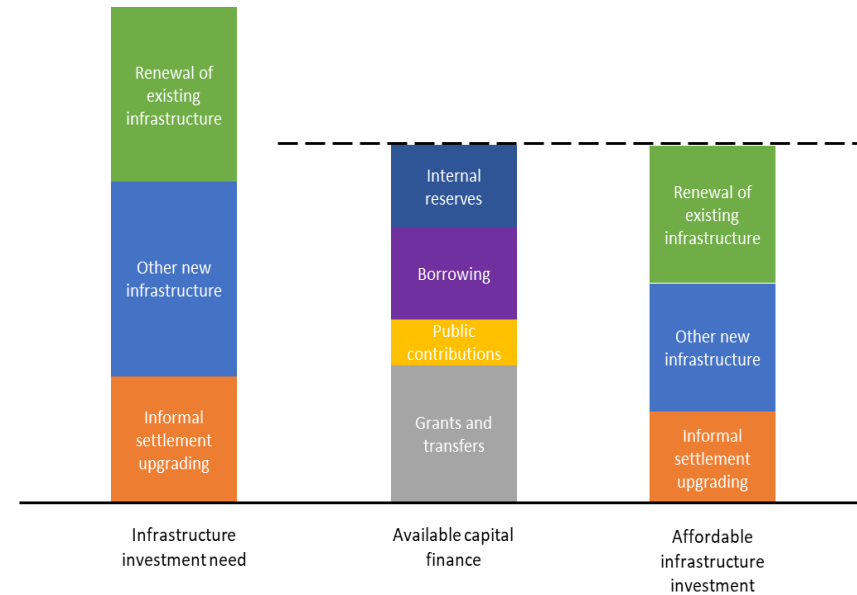 Renewal of
existing
infrastructure
Other new
infrastructure
Informal
settlement
upgrading
Internal
reserves
Borrowing
Public
contributions
Grants and
transfers
Renewal of
existing
infrastructure
Other new
infrastructure
Informal
settlement
upgrading
Infrastructure
investment need
Available capital
finance
Affordable
infrastructure
investment